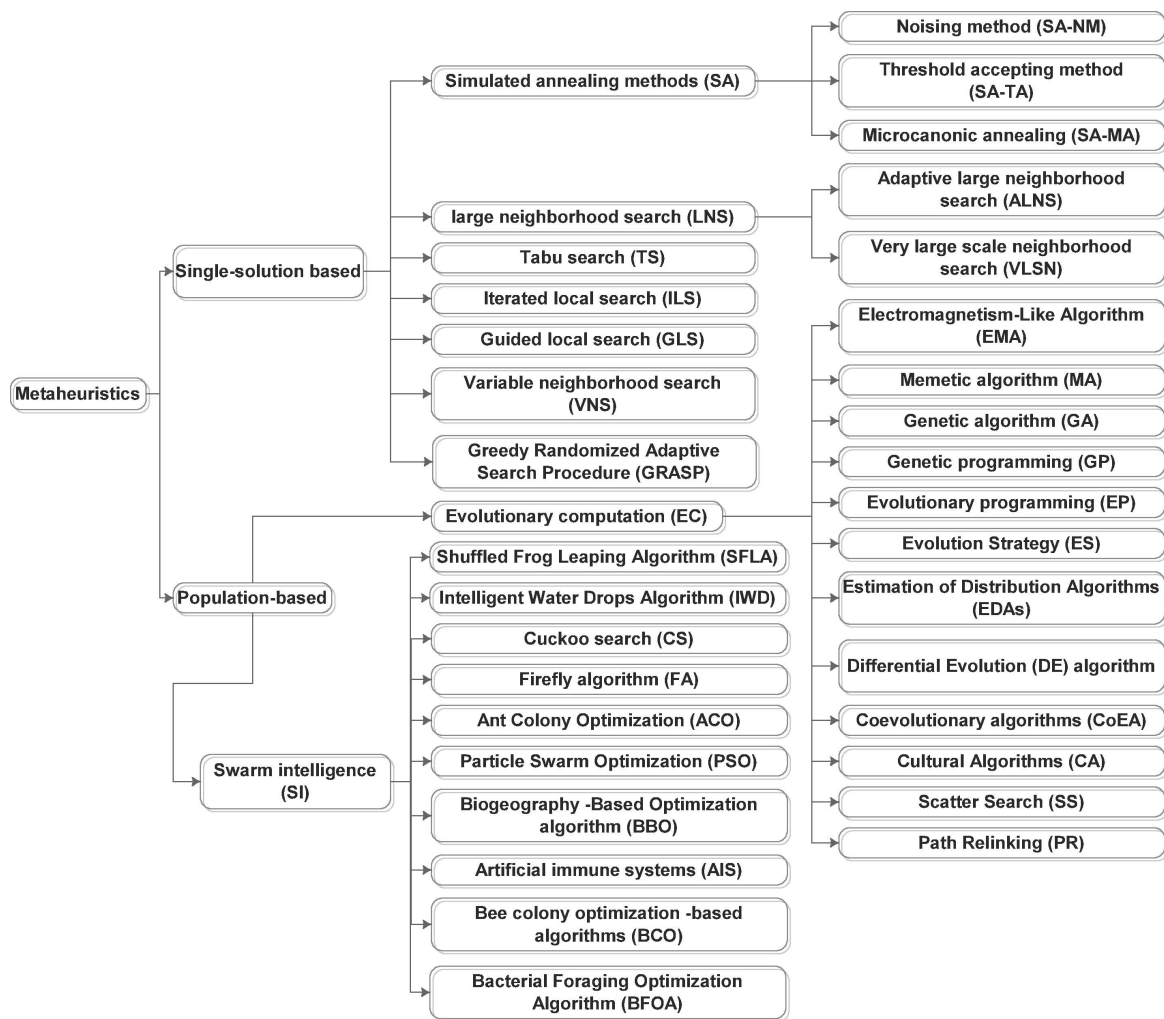 Metaheuristics
Single-solution based
Simulated annealing methods (SA)
Noising method (SA-NM)
Threshold accepting method
(SA-TA)
Microcanonic annealing (SA-MA)
large neighborhood search (LNS)
Adaptive large neighborhood
search (ALNS)
Very large scale neighborhood
search (VLSN)
Tabu search (TS)
Iterated local search (ILS)
Guided local search (GLS)
Variable neighborhood search
(VNS)
Greedy Randomized Adaptive
Search Procedure (GRASP)
Population-based
Evolutionary computation (EC)
Electromagnetism-Like Algorithm
(EMA)
Memetic algorithm (MA)
Genetic algorithm (GA)
Genetic programming (GP)
Evolutionary programming (EP)
Evolution Strategy (ES)
Estimation of Distribution Algorithms
(EDAs)
Differential Evolution (DE) algorithm
Coevolutionary algorithms (CoEA)
Cultural Algorithms (CA)
Scatter Search (SS)
Path Relinking (PR)
Swarm intelligence
(SI)
Shuffled Frog Leaping Algorithm (SFLA)
Intelligent Water Drops Algorithm (IWD)
Cuckoo search (CS)
Firefly algorithm (FA)
Ant Colony Optimization (ACO)
Particle Swarm Optimization (PSO)
Biogeography -Based Optimization
algorithm (BBO)
Artificial immune systems (AIS)
Bee colony optimization -based
algorithms (BCO)
Bacterial Foraging Optimization
Algorithm (BFOA)